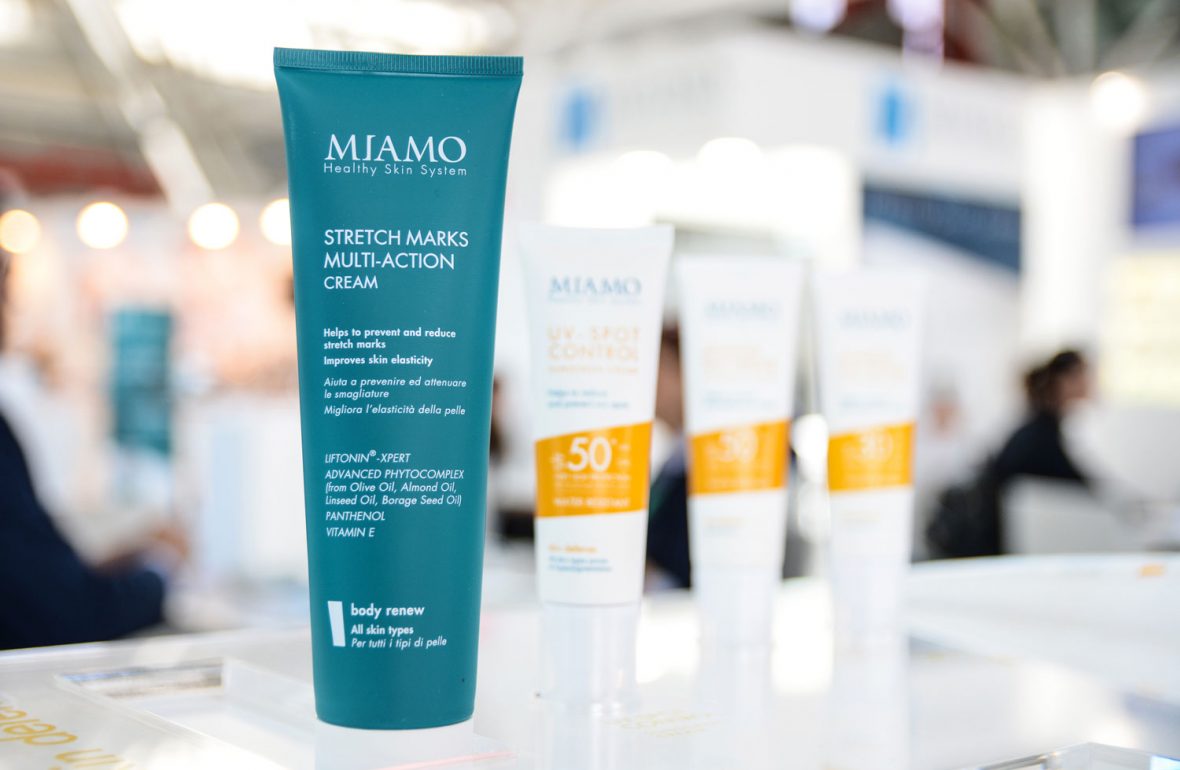 MIAMO
Healthy Skin System
STRETCH MARKS
MULTI-ACTION
CREAM
Helps to prevent and reduce
stretch marks
Improves skin elasticity
Aiuta a prevenire ed attenuare
le smagliature
Migliora l'elasticità della pelle
LIFTONIN®-XPERT
ADVANCED PHYTOCOMPLEX
(from Olive Oil, Almond Oil,
Linseed Oil, Borage Seed Oil)
PANTHENOL
VITAMIN E
body renew
All skin types
Per tutti i tipi di pelle
MIAMO
UV-SPOT
CONTROL
50+
WATER RESISTANT
MIAMO
MIAMO